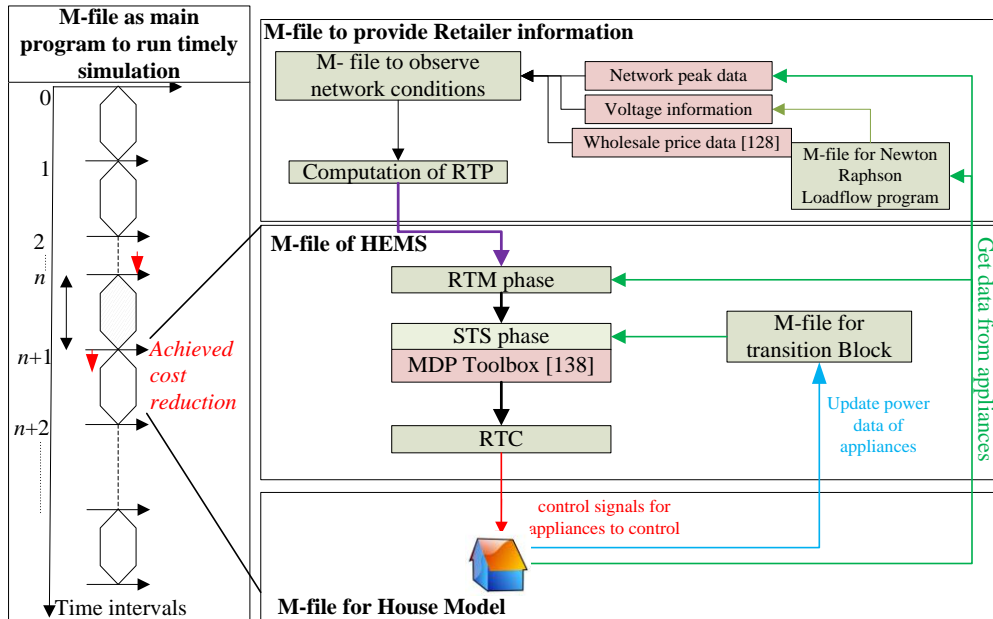 M-file as main
program to run timely
simulation
0
1
2
n
n+1
n+2
Achieved
cost
reduction
Time intervals
M-file to provide Retailer information
M- file to observe
network conditions
Network peak data
Voltage information
Wholesale price data [128]
M-file for Newton
Raphson
Loadflow program
Computation of RTP
M-file of HEMS
RTM phase
STS phase
MDP Toolbox [138]
M-file for
transition Block
RTC
Update power
data of
appliances
Get data from appliances
control signals for
appliances to control
M-file for House Model